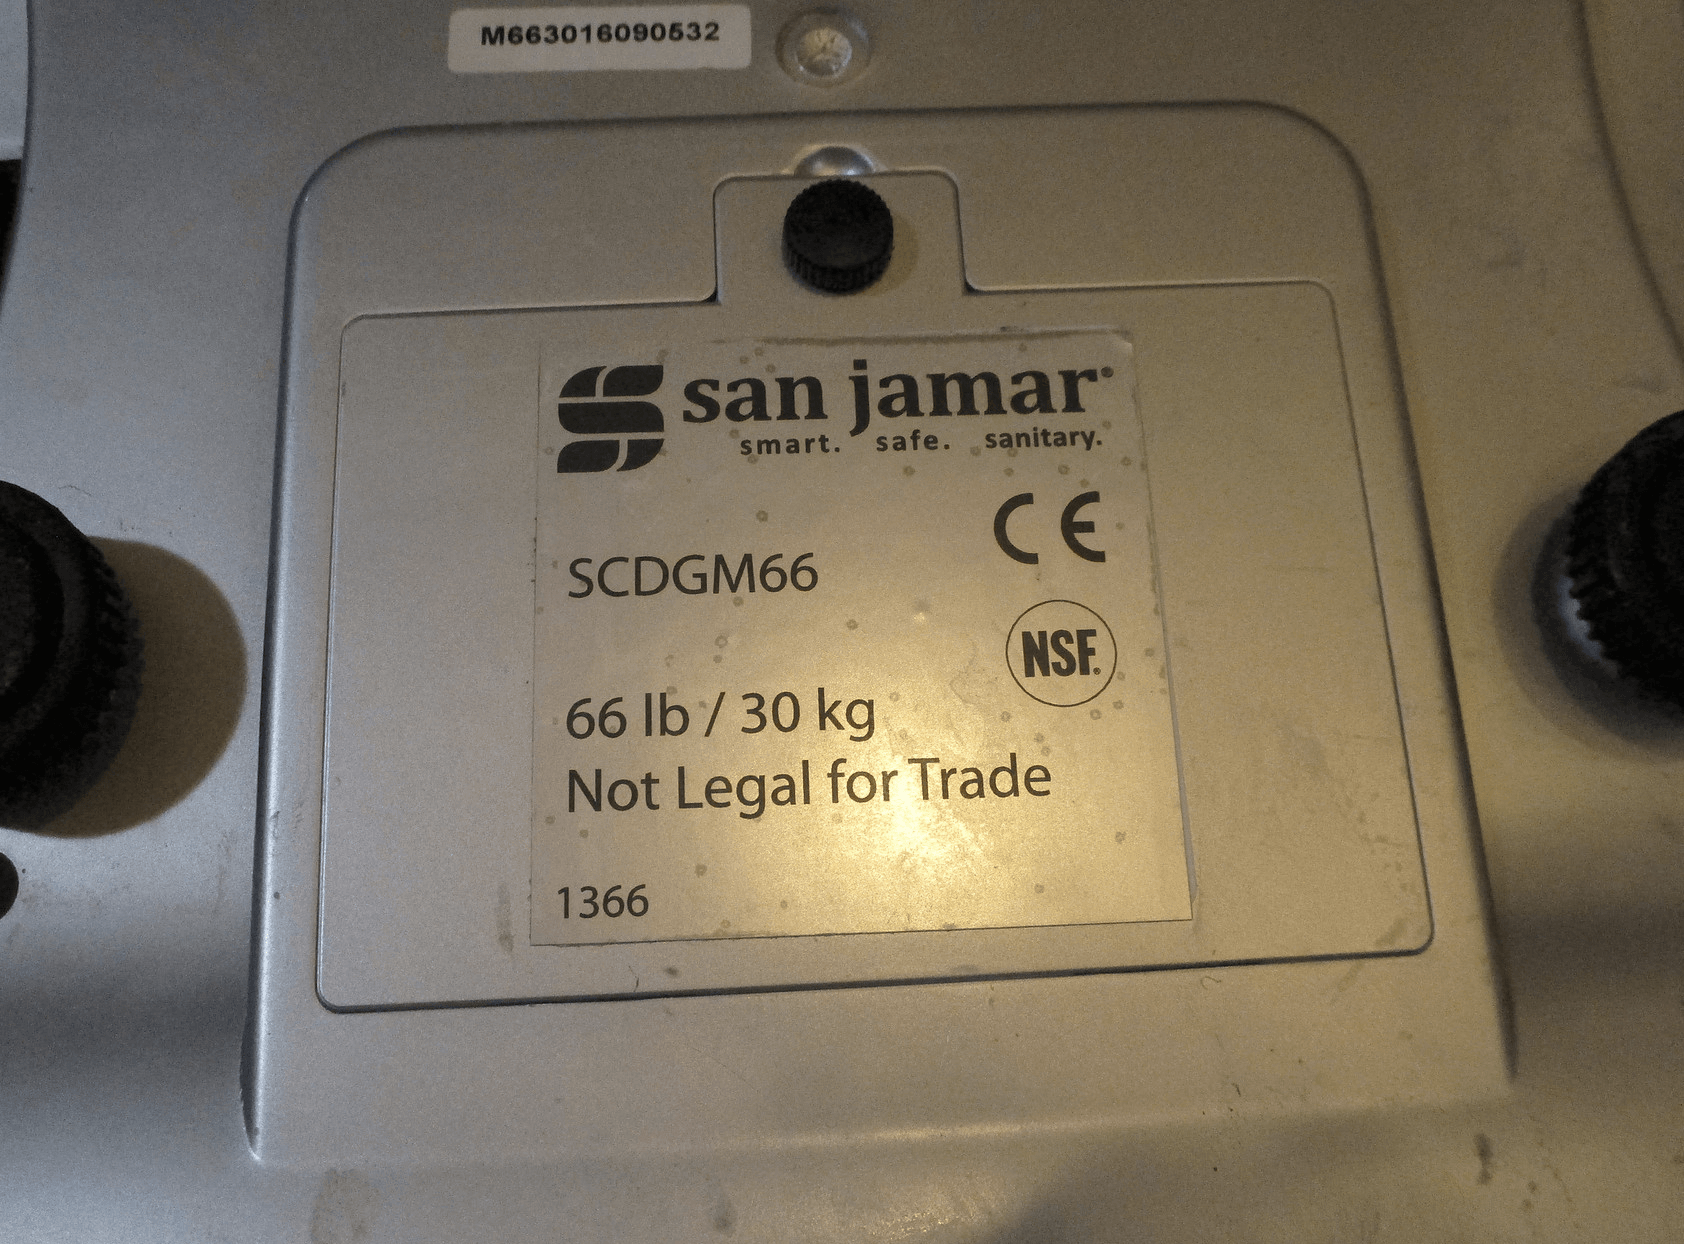 M663016090532
san jamar®
smart. safe. sanitary.
CE
SCDGM66
NSF®
66 lb / 30 kg
Not Legal for Trade
1366